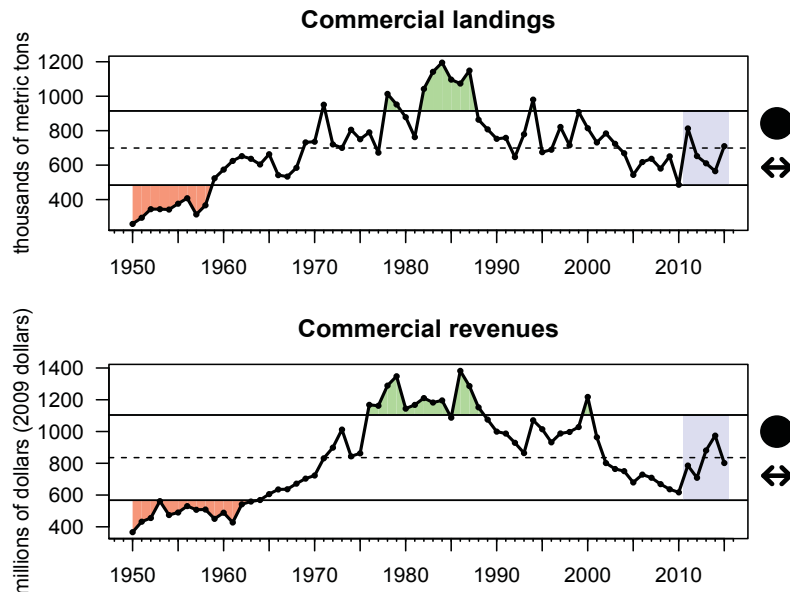 Commercial landings
thousands of metric tons
1200
1000
800
600
400
1950 1960 1970 1980 1990 2000 2010
Commercial revenues
millions of dollars (2009 dollars)
1400
1200
1000
800
600
400
1950 1960 1970 1980 1990 2000 2010